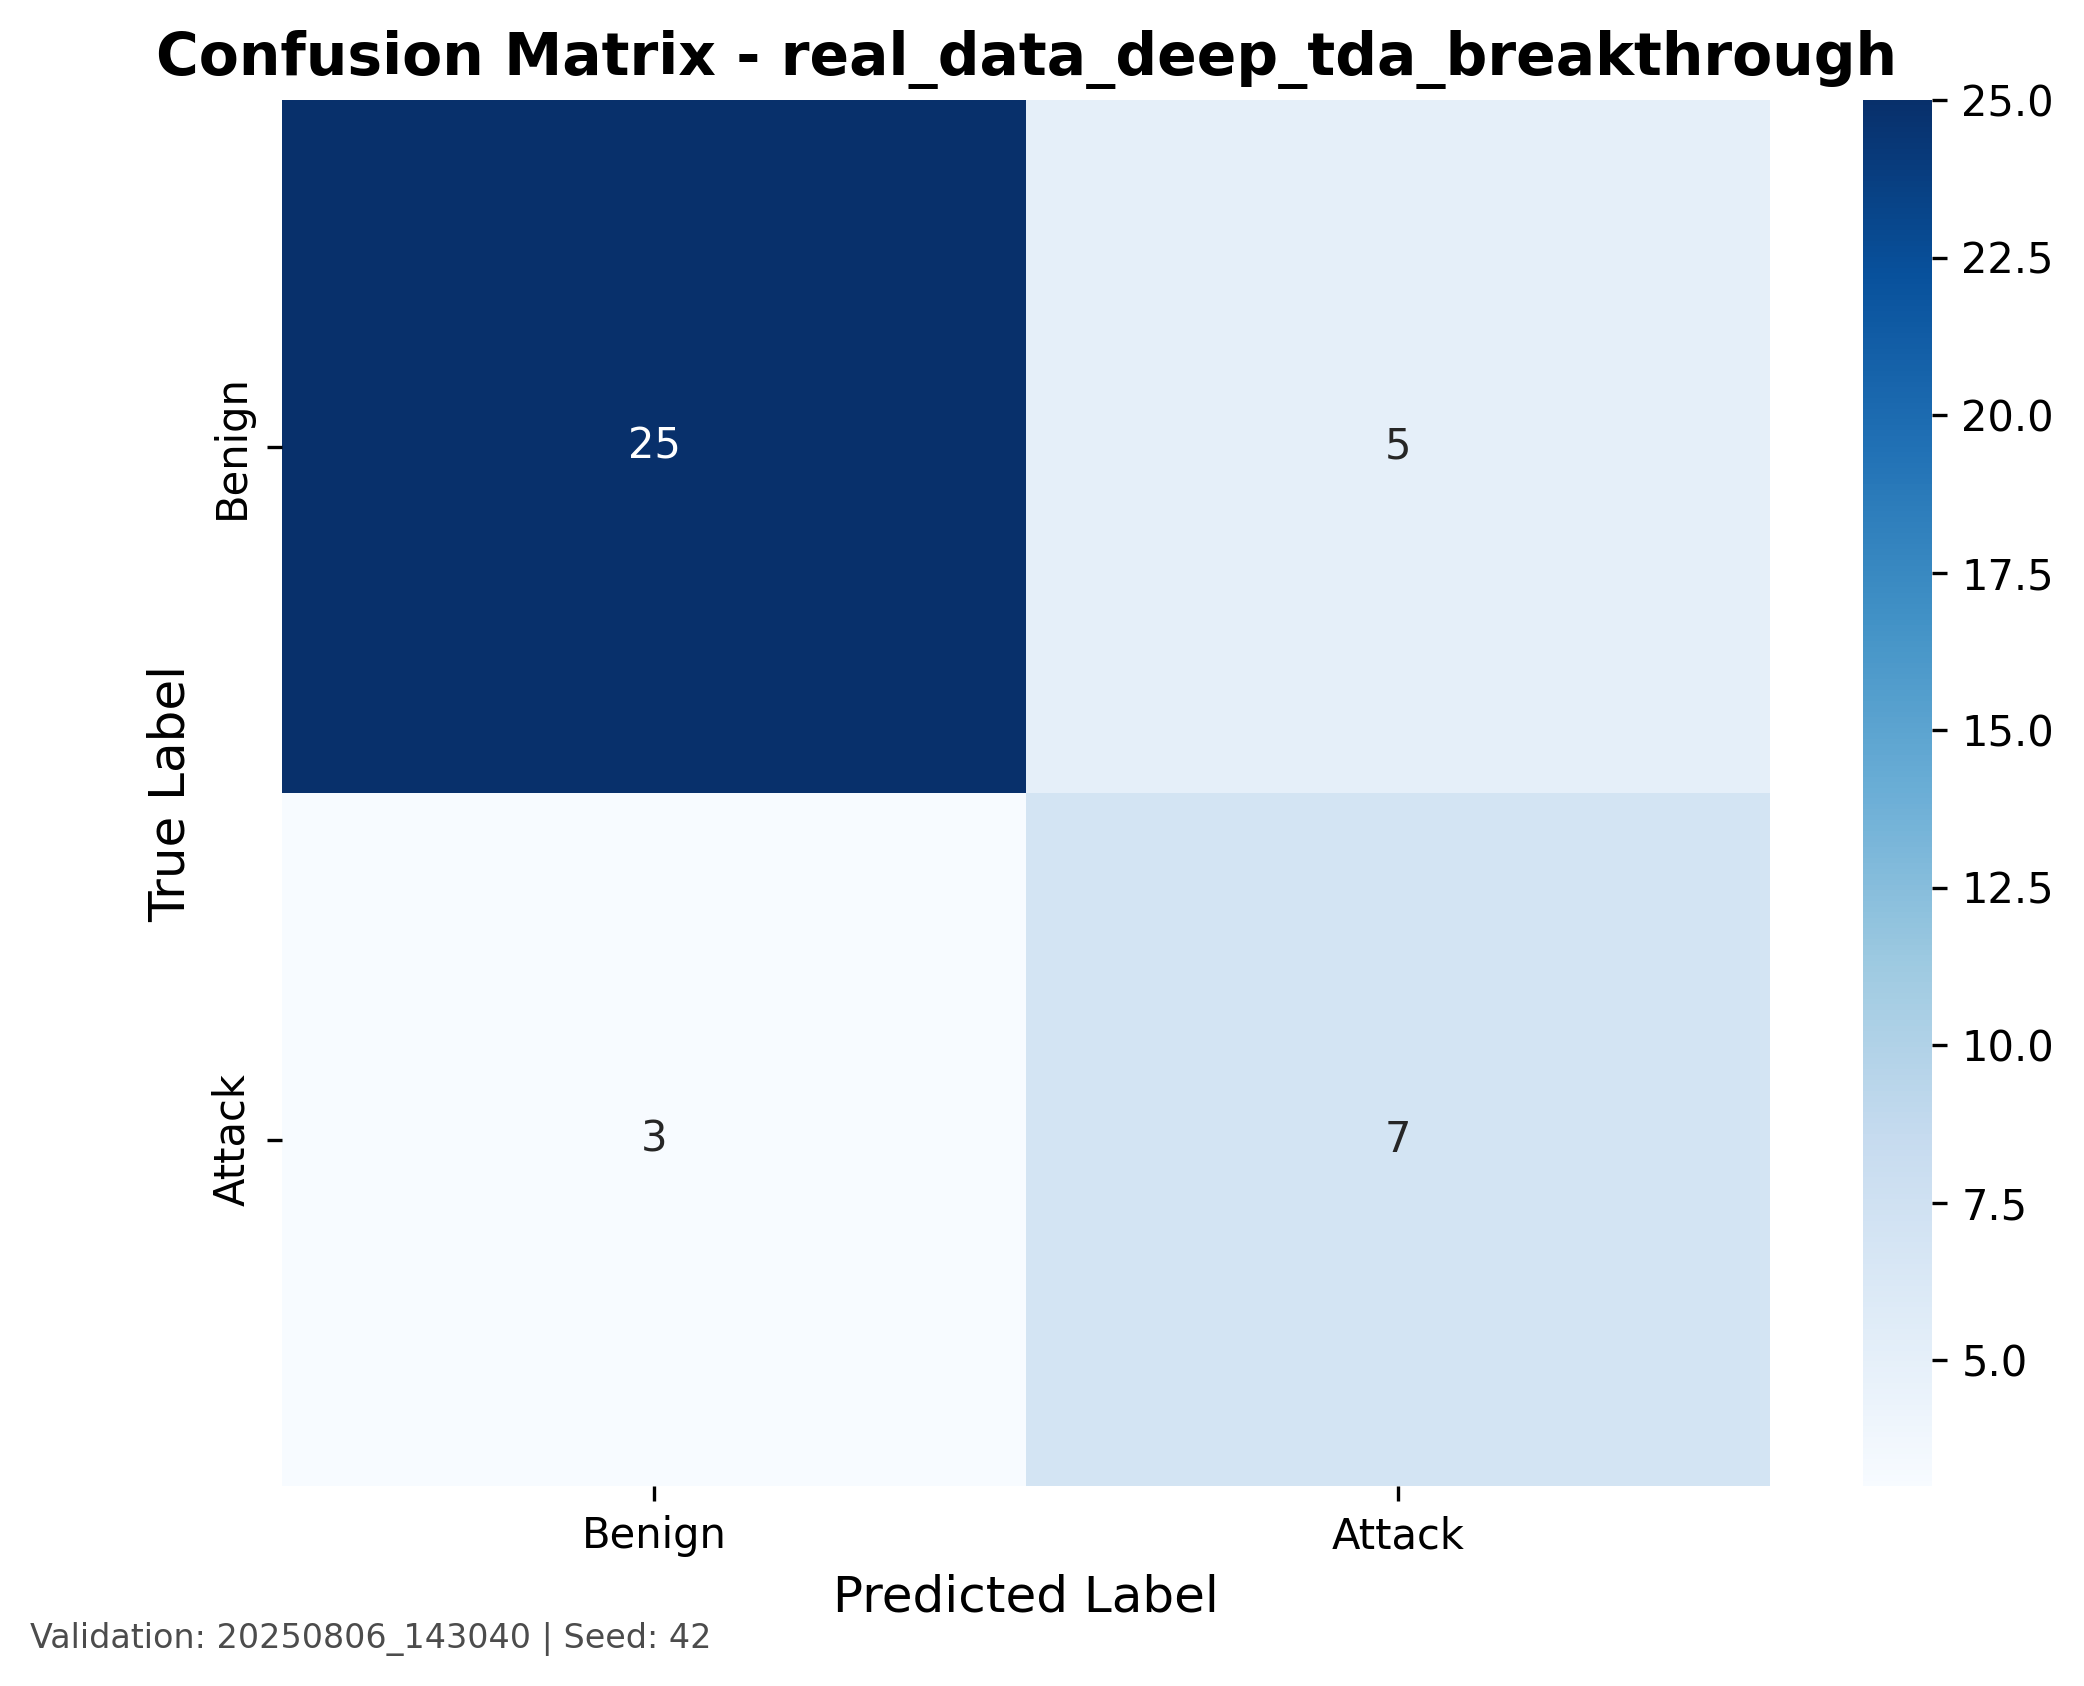 Confusion Matrix - real_data_deep_tda_breakthrough
25.0
22.5
20.0
17.5
15.0
12.5
10.0
7.5
5.0
True Label
Benign
Attack
25
5
3
7
Benign
Attack
Predicted Label
Validation: 20250806_143040 | Seed: 42